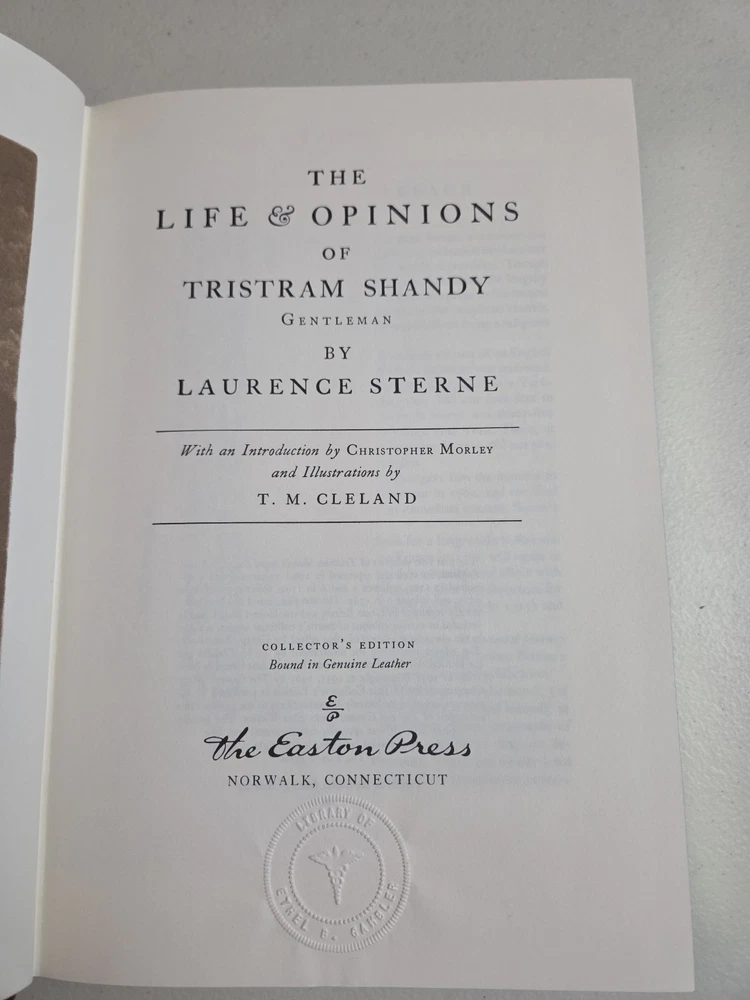 THE
LIFE & OPINIONS
OF
TRISTRAM SHANDY
GENTLEMAN
BY
LAURENCE STERNE
With an Introduction by CHRISTOPHER MORLEY
and Illustrations by
T. M. CLELAND
COLLECTOR'S EDITION
Bound in Genuine Leather
E
P
The Easton Press
NORWALK, CONNECTICUT
LIBRARY OF
ETHEL B.